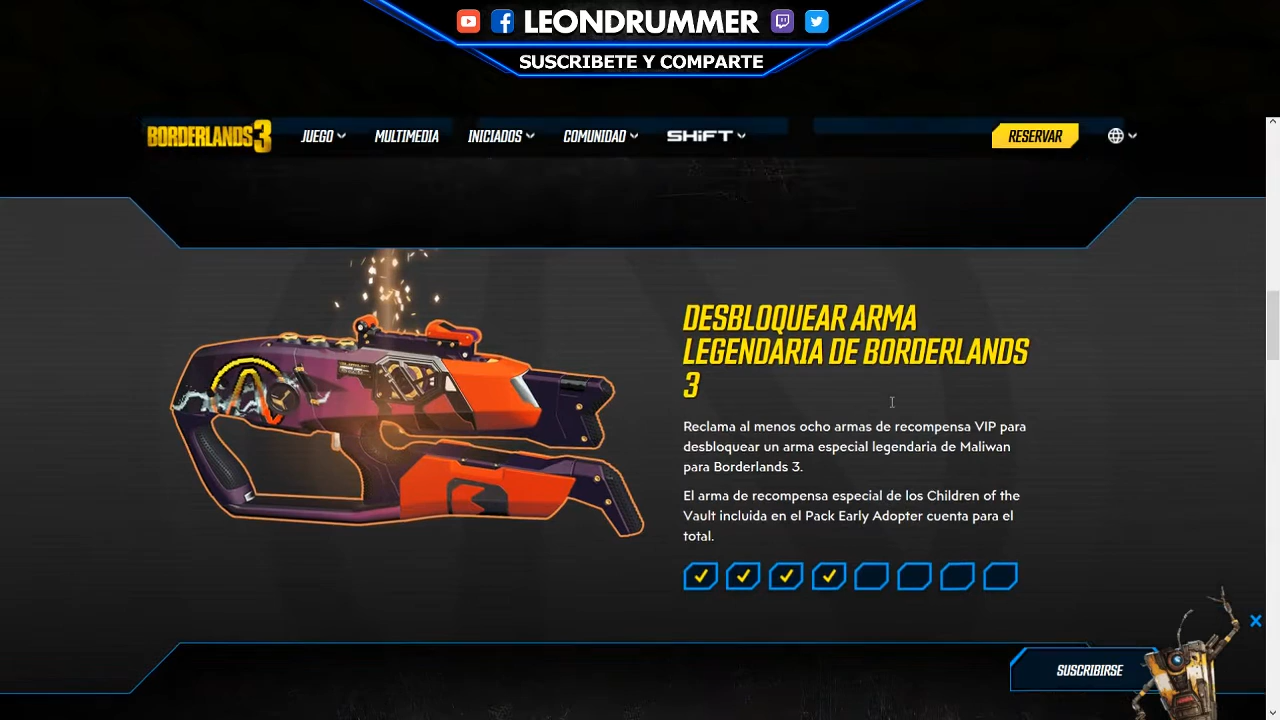 LEONDRUMMER
SUSCRIBETE Y COMPARTE
BORDERLANDS 3
JUEGO
MULTIMEDIA
INICIADOS
COMUNIDAD
SHiFT
RESERVAR
DESBLOQUEAR ARMA
LEGENDARIA DE BORDERLANDS
3
Reclama al menos ocho armas de recompensa VIP para
desbloquear un arma especial legendaria de Maliwan
para Borderlands 3.
El arma de recompensa especial de los Children of the
Vault incluida en el Pack Early Adopter cuenta para el
total.
SUSCRIBIRSE